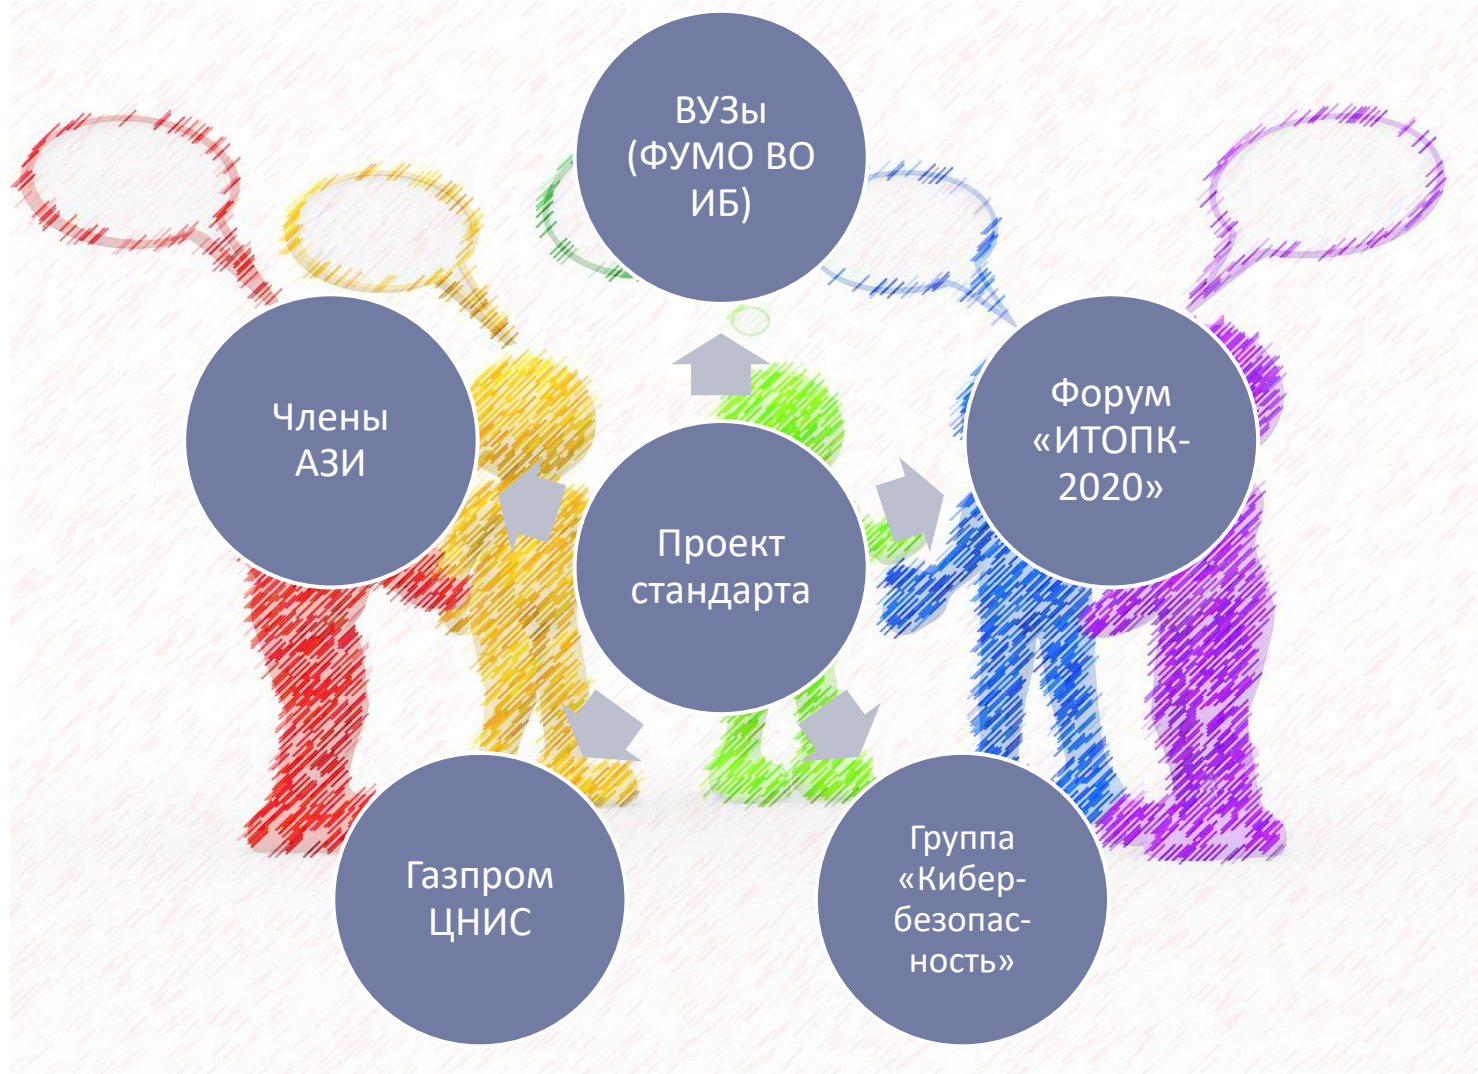 ВУЗы
(ФУМО ВО
ИБ)
Члены
АЗИ
Форум
«ИТОПК-
2020»
Проект
стандарта
Газпром
ЦНИС
Группа
«Кибер-
безопас-
ность»